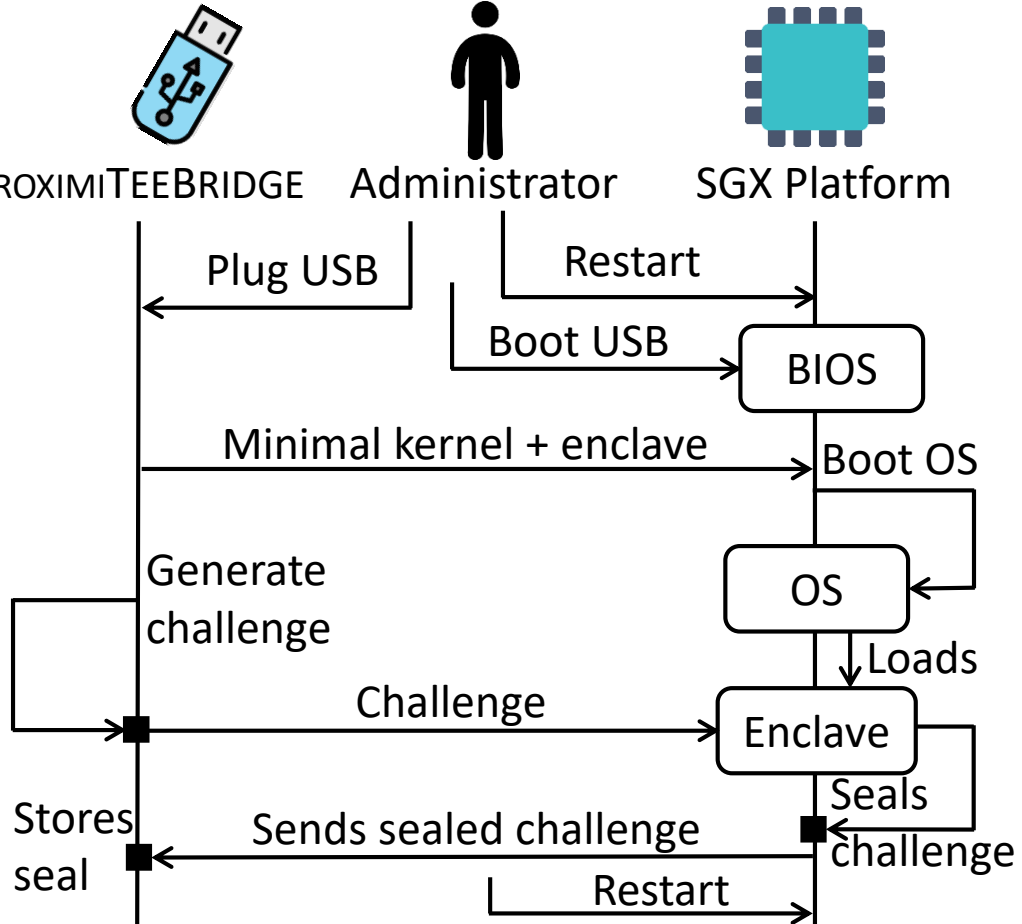 ROXIMITEEBRIDGE Administrator SGX Platform
Plug USB
Restart
Boot USB
BIOS
Minimal kernel + enclave
Boot OS
Generate
challenge
OS
Loads
Challenge
Enclave
Stores
seal
Sends sealed challenge
Seals
challenge
Restart